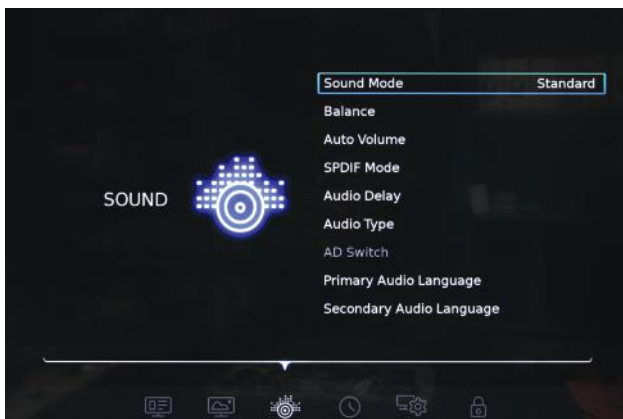 SOUND
Sound Mode Standard
Balance
Auto Volume
SPDIF Mode
Audio Delay
Audio Type
AD Switch
Primary Audio Language
Secondary Audio Language